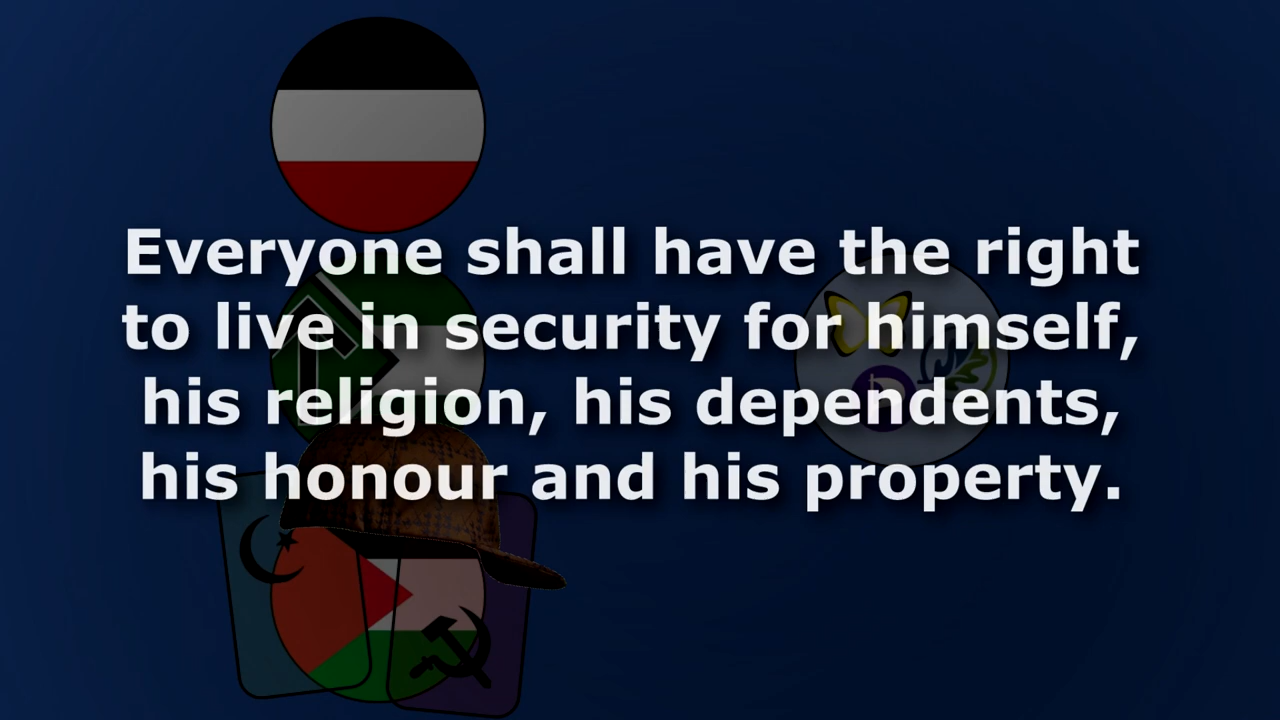 Everyone shall have the right
to live in security for himself,
his religion, his dependents,
his honour and his property.